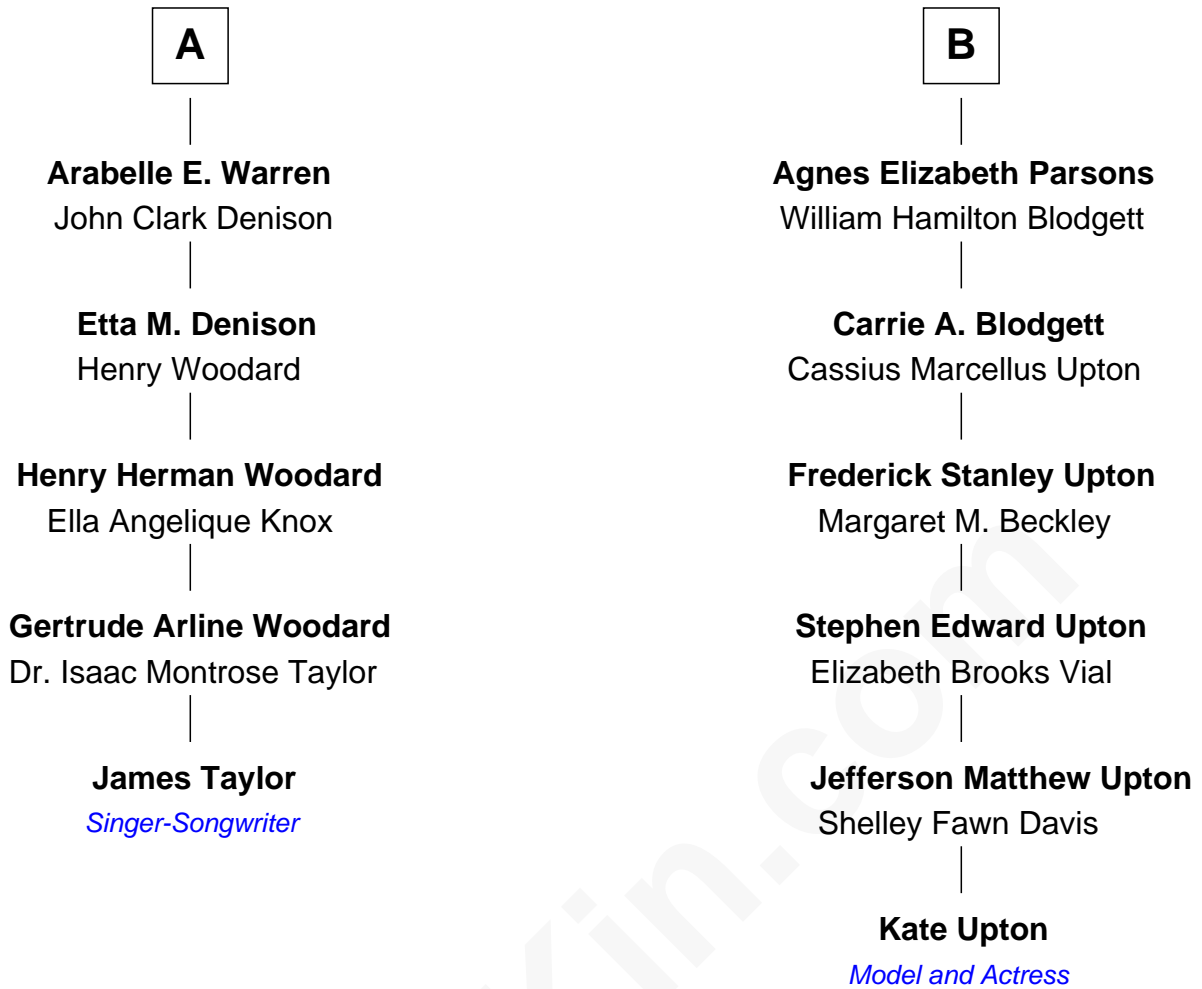 A
Arabelle E. Warren
John Clark Denison
Etta M. Denison
Henry Woodard
Henry Herman Woodard
Ella Angelique Knox
Gertrude Arline Woodard
Dr. Isaac Montrose Taylor
James Taylor
Singer-Songwriter
B
Agnes Elizabeth Parsons
William Hamilton Blodgett
Carrie A. Blodgett
Cassius Marcellus Upton
Frederick Stanley Upton
Margaret M. Beckley
Stephen Edward Upton
Elizabeth Brooks Vial
Jefferson Matthew Upton
Shelley Fawn Davis
Kate Upton
Model and Actress